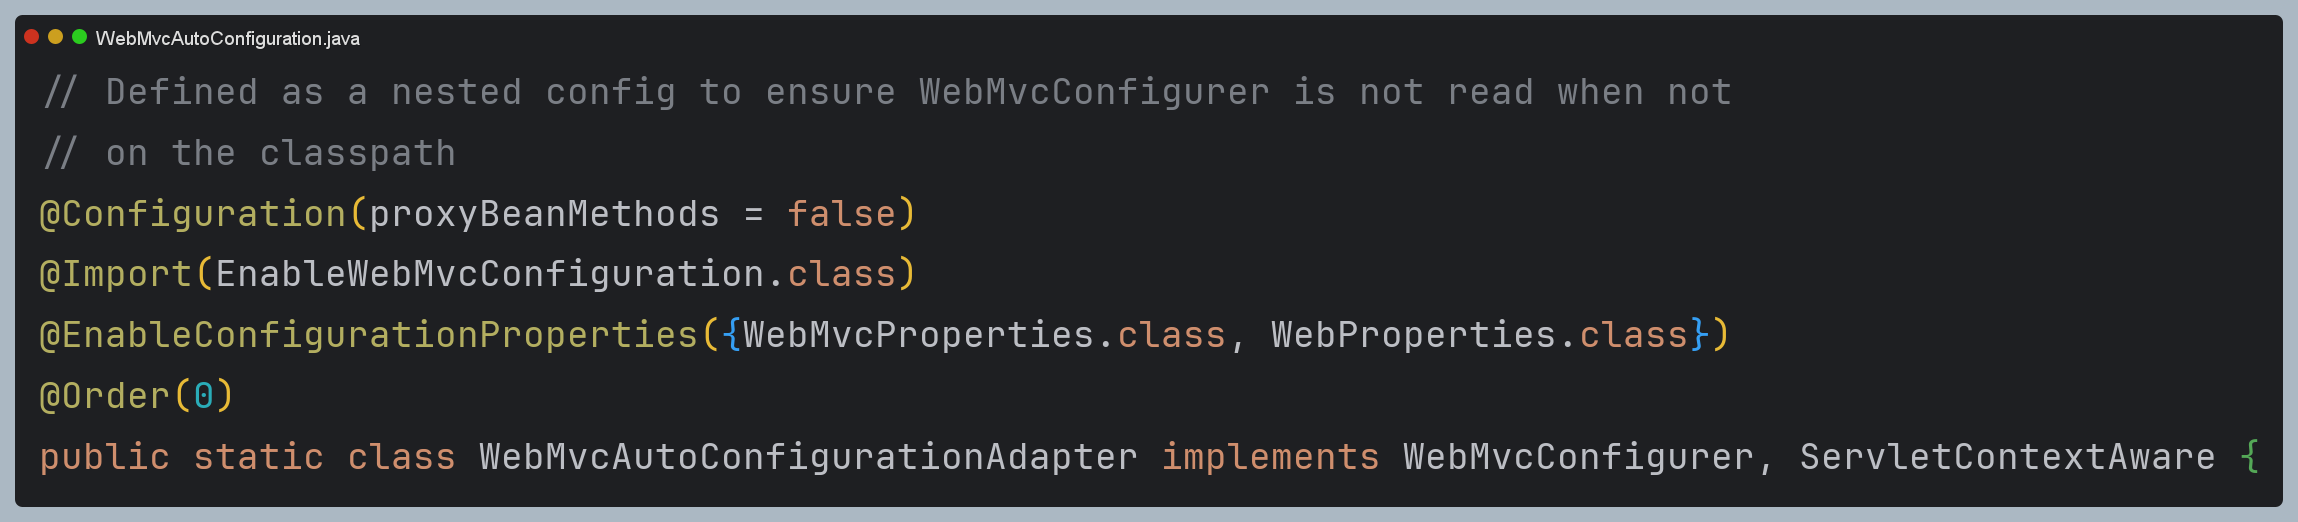 WebMvcAutoConfiguration.java
// Defined as a nested config to ensure WebMvcConfigurer is not read when not
// on the classpath
@Configuration(proxyBeanMethods = false)
@Import(EnableWebMvcConfiguration.class)
@EnableConfigurationProperties({WebMvcProperties.class, WebProperties.class})
@Order(0)
public static class WebMvcAutoConfigurationAdapter implements WebMvcConfigurer, ServletContextAware {